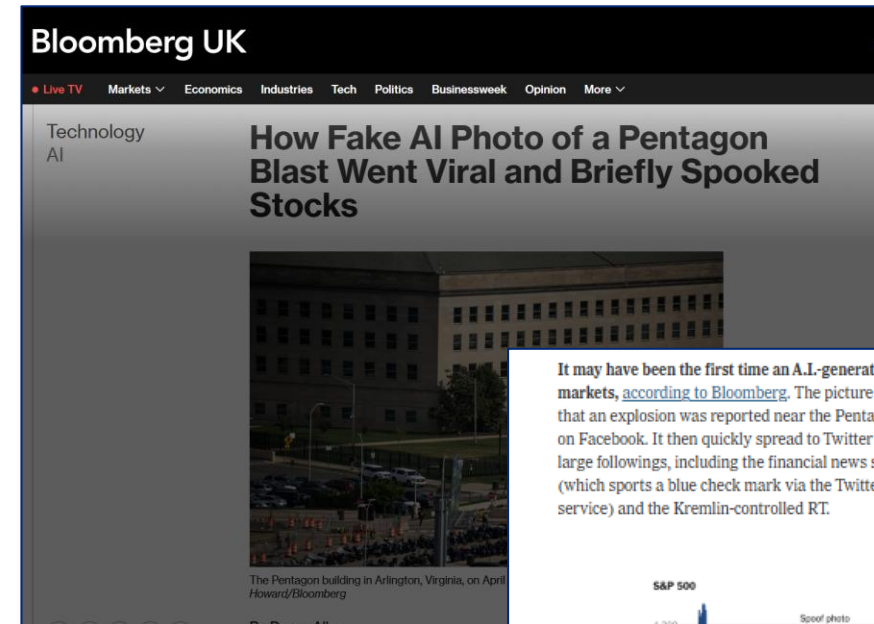 Bloomberg UK
Live TV Markets Economics Industries Tech Politics Businessweek Opinion More
Technology
AI
How Fake AI Photo of a Pentagon
Blast Went Viral and Briefly Spooked
Stocks
The Pentagon building in Arlington, Virginia, on April
Howard/Bloomberg
It may have been the first time an A.I.-generat
markets, according to Bloomberg. The picture
that an explosion was reported near the Penta
on Facebook. It then quickly spread to Twitter
large followings, including the financial news s
(which sports a blue check mark via the Twitte
service) and the Kremlin-controlled RT.
S&P 500
Spoof photo